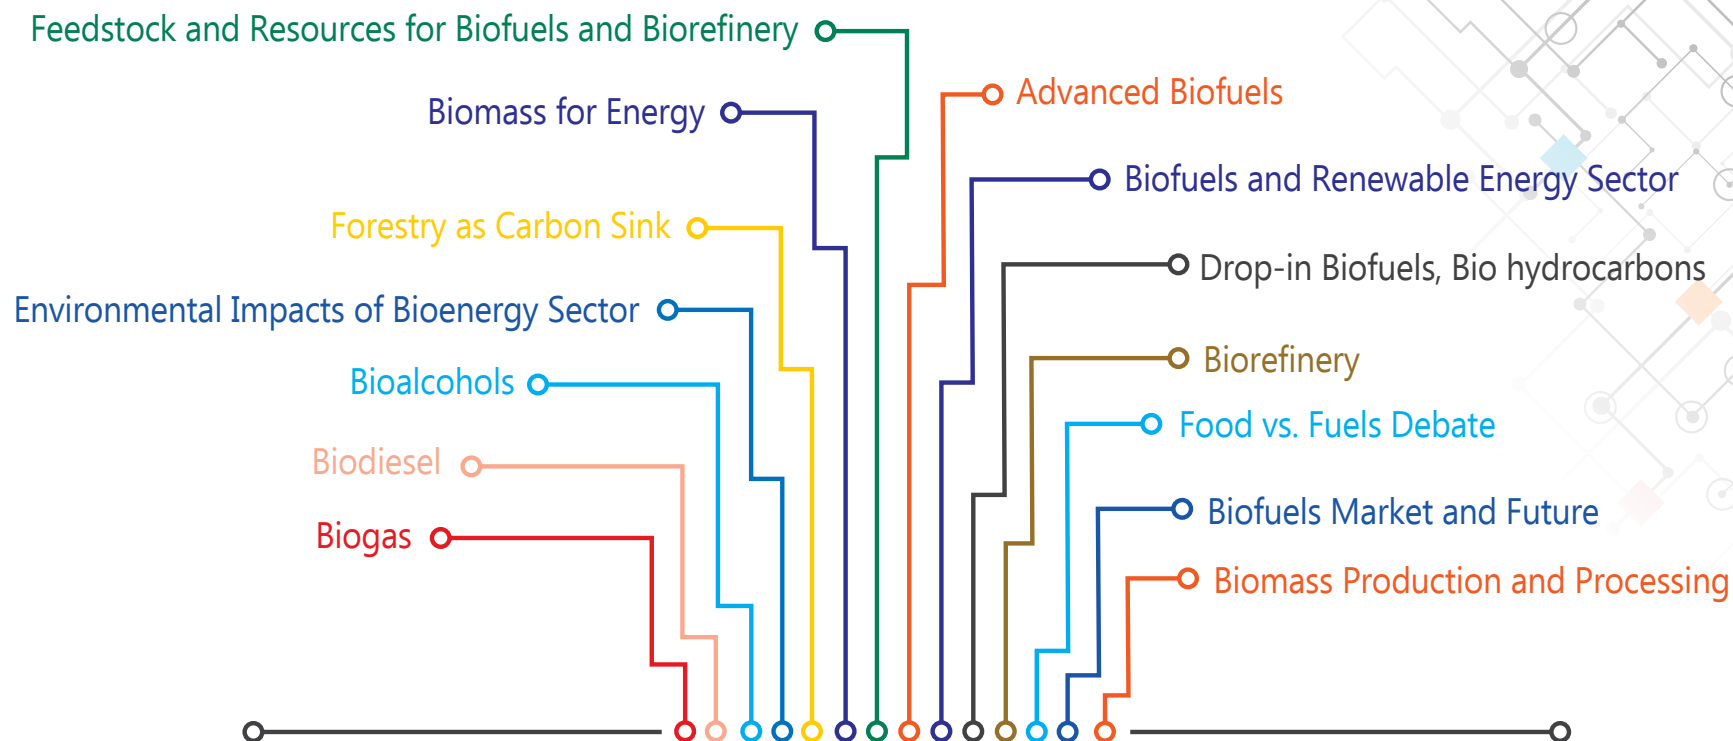 Feedstock and Resources for Biofuels and Biorefinery
Biomass for Energy
Forestry as Carbon Sink
Environmental Impacts of Bioenergy Sector
Bioalcohols
Biodiesel
Biogas
Advanced Biofuels
Biofuels and Renewable Energy Sector
Drop-in Biofuels, Bio hydrocarbons
Biorefinery
Food vs. Fuels Debate
Biofuels Market and Future
Biomass Production and Processing